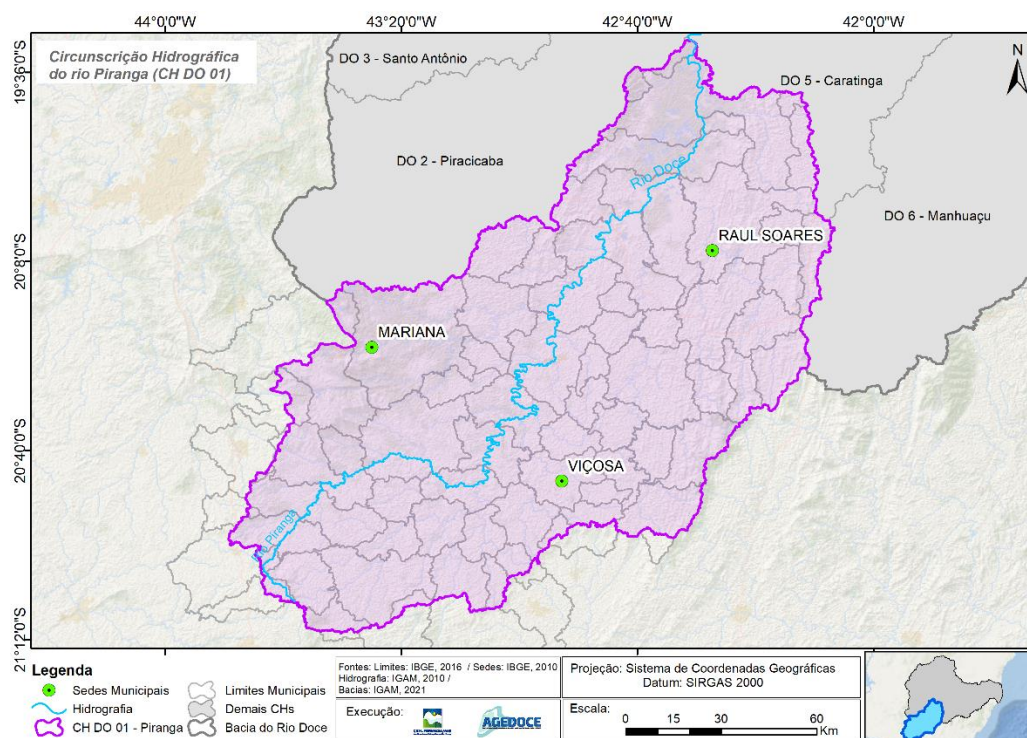 44°0'0"W 43°20'0"W 42°40'0"W 42°0'0"W
Circunscrição Hidrográfica
do rio Piranga (CH DO 01)
N
19°36'0"S
DO 3 - Santo Antônio
DO 5 - Caratinga
DO 2 - Piracicaba
Rio Doce
DO 6 - Manhuaçu
RAUL SOARES
20°8'0"S
MARIANA
20°40'0"S
VIÇOSA
Rio Piranga
21°12'0"S
Legenda
Sedes Municipais
Hidrografia
CH DO 01 - Piranga
Limites Municipais
Demais CHs
Bacia do Rio Doce
Fontes: Limites: IBGE, 2016 / Sedes: IBGE, 2010
Hidrografia: IGAM, 2010 /
Bacias: IGAM, 2021
Execução:
AGEDOCE
Projeção: Sistema de Coordenadas Geográficas
Datum: SIRGAS 2000
Escala:
0 15 30 60
Km